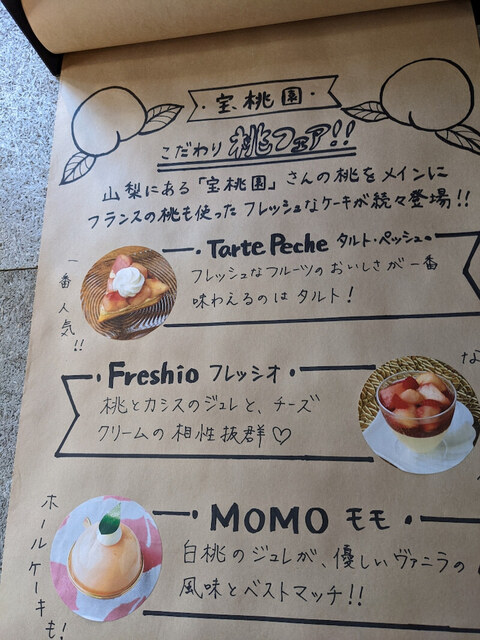 宝桃園
こだわり 桃フェア!!
山梨にある「宝桃園」さんの桃をメインに
フランスの桃も使ったフレッシュなケーキが続々登場!!
Tarte Peche タルト・ペッシュ
フレッシュなフルーツのおいしさが一番
味わえるのはタルト!
一番人気!!
Freshio フレッシオ
桃とカシスのジュレと、チーズ
クリームの相性抜群♡
な
MOMO モモ
白桃のジュレが、優しいヴァニラの
風味とベストマッチ!!
ホールケーキも!